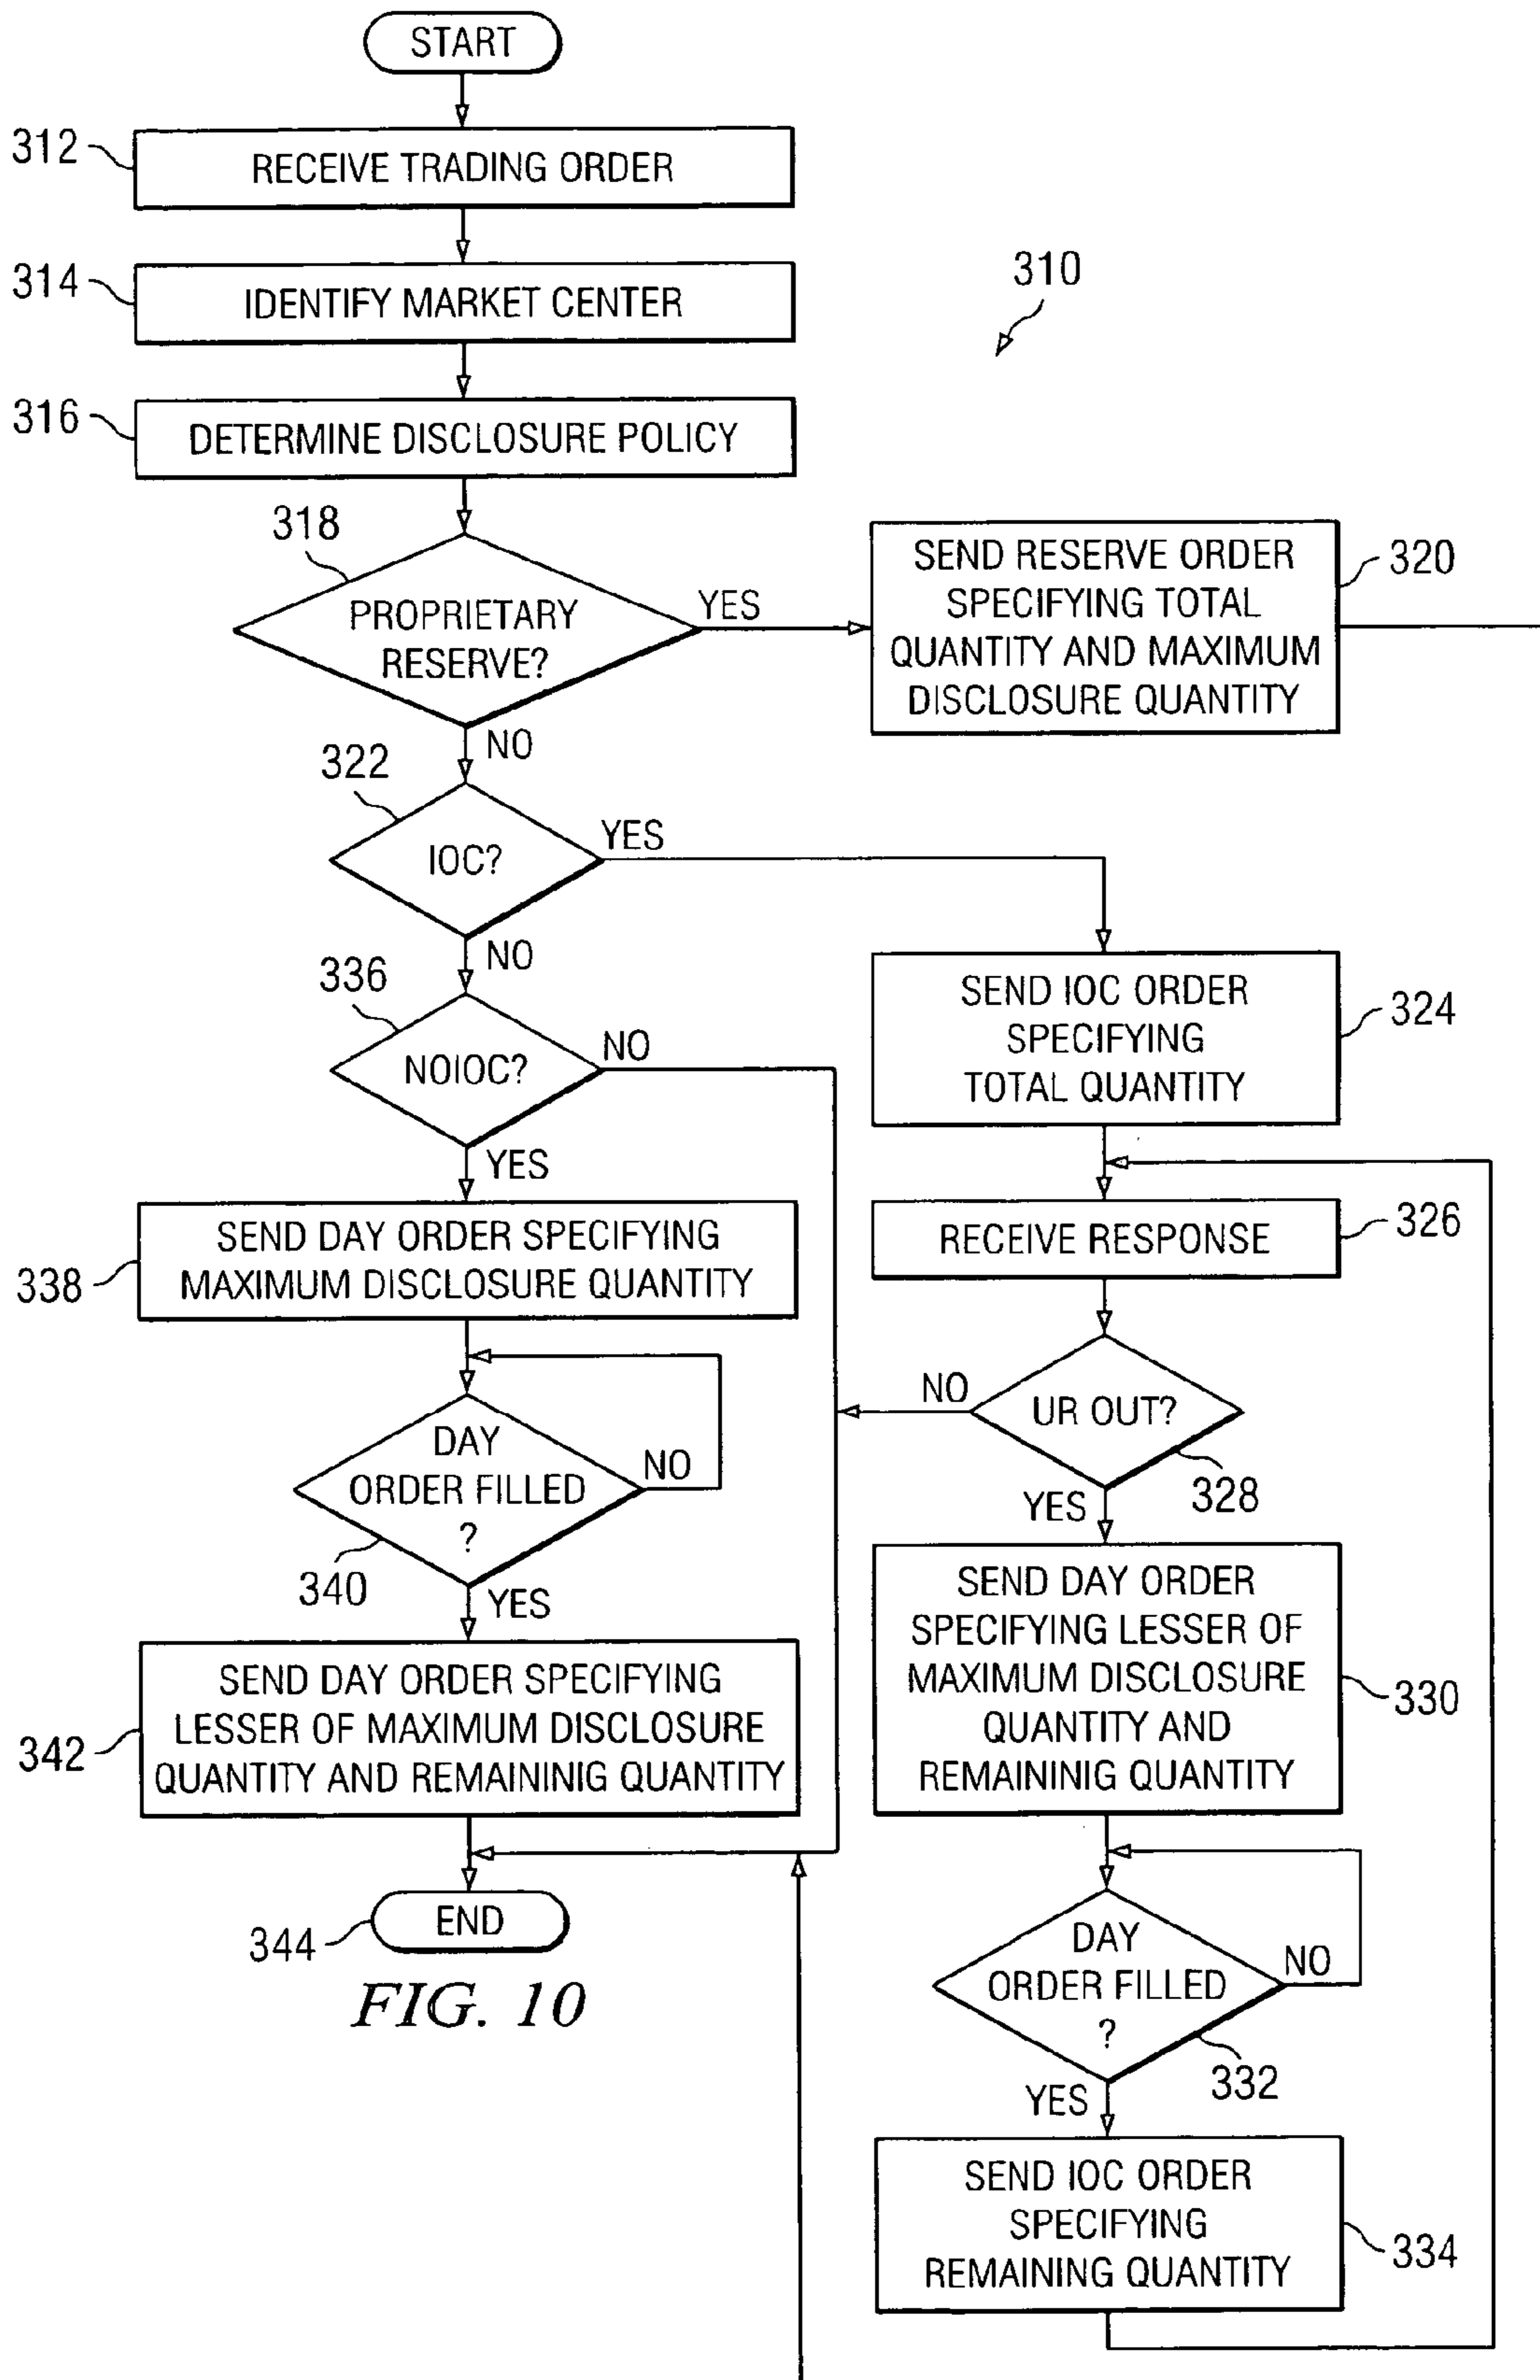 START
312
RECEIVE TRADING ORDER
314
IDENTIFY MARKET CENTER
310
316
DETERMINE DISCLOSURE POLICY
318
PROPRIETARY
RESERVE?
YES
SEND RESERVE ORDER
SPECIFYING TOTAL
QUANTITY AND MAXIMUM
DISCLOSURE QUANTITY
320
NO
322
IOC?
YES
NO
336
NOIOC?
NO
SEND IOC ORDER
SPECIFYING
TOTAL QUANTITY
324
YES
338
SEND DAY ORDER SPECIFYING
MAXIMUM DISCLOSURE QUANTITY
RECEIVE RESPONSE
326
UR OUT?
NO
328
YES
DAY
ORDER FILLED
?
NO
340
YES
SEND DAY ORDER
SPECIFYING LESSER OF
MAXIMUM DISCLOSURE
QUANTITY AND
REMAININIG QUANTITY
330
342
SEND DAY ORDER SPECIFYING
LESSER OF MAXIMUM DISCLOSURE
QUANTITY AND REMAININIG QUANTITY
344
END
DAY
ORDER FILLED
?
NO
332
YES
SEND IOC ORDER
SPECIFYING
REMAINING QUANTITY
334
FIG. 10